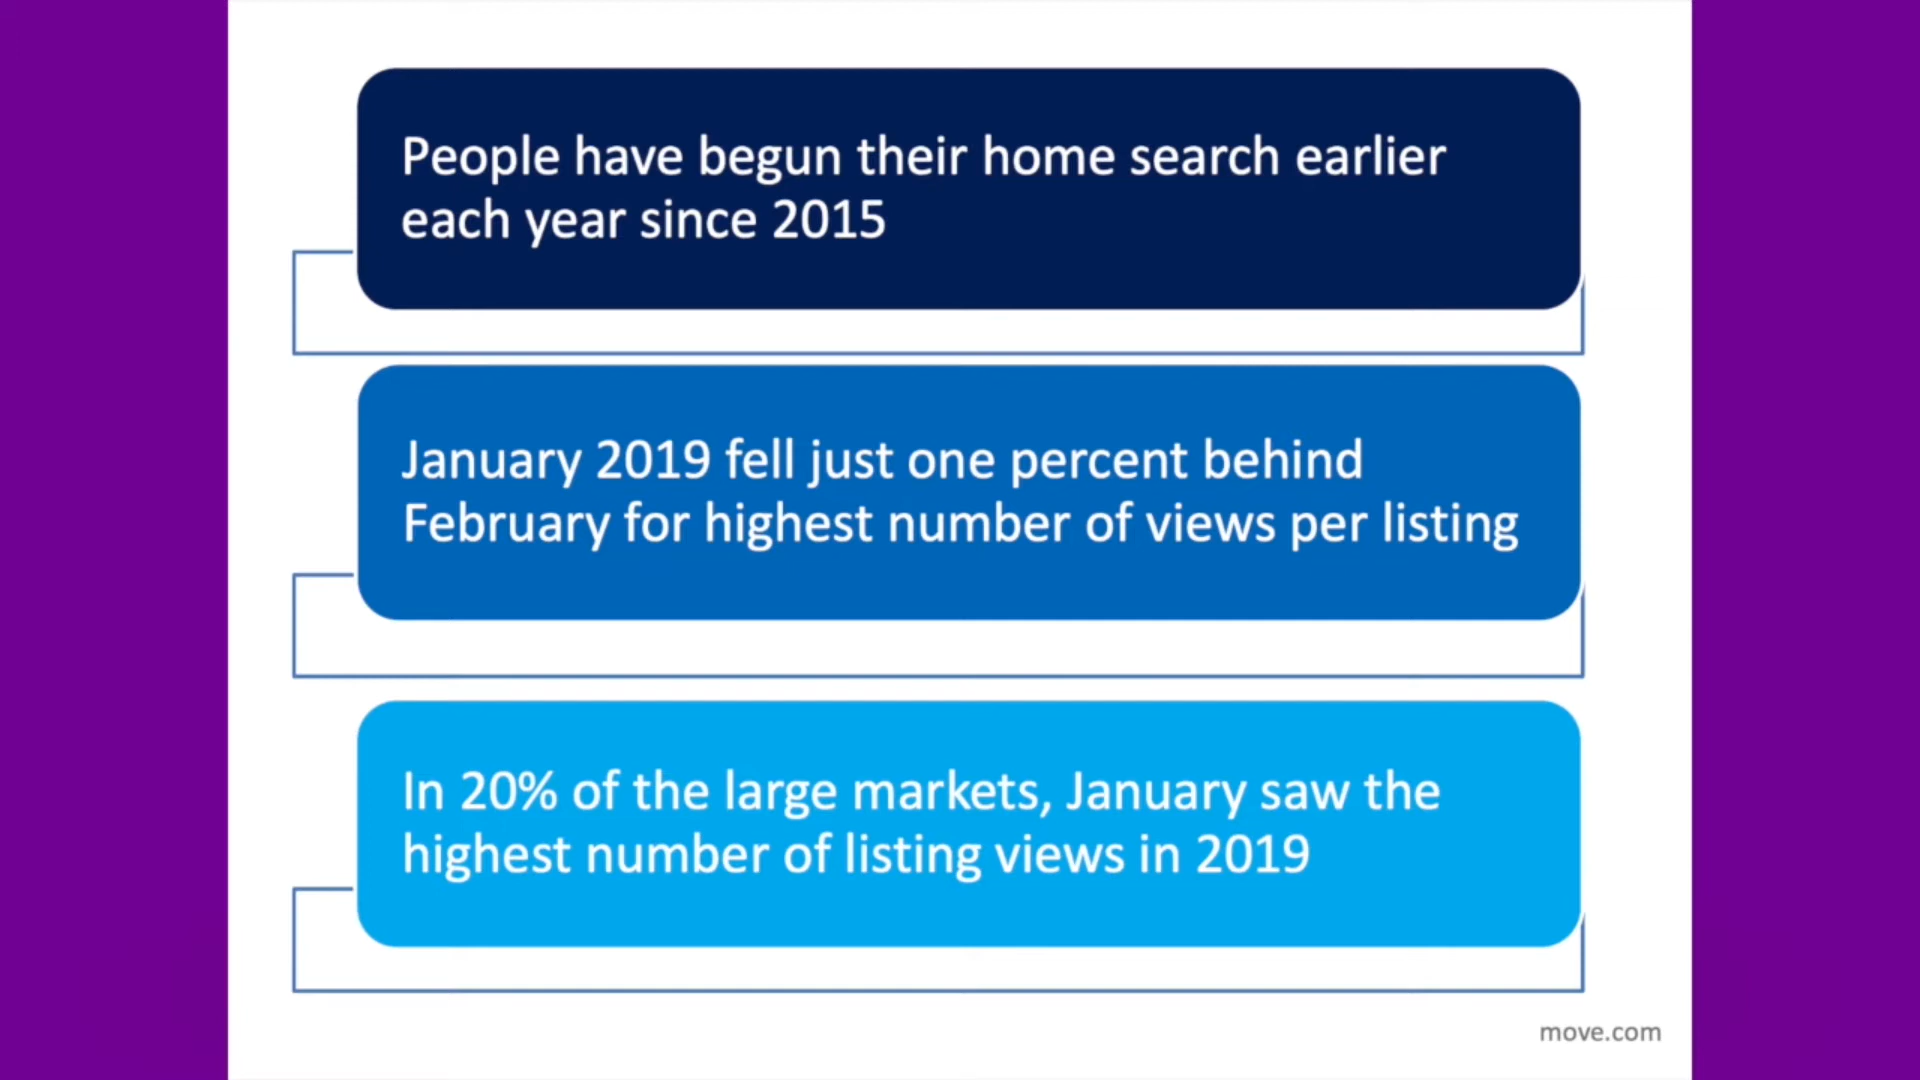 People have begun their home search earlier
each year since 2015
January 2019 fell just one percent behind
February for highest number of views per listing
In 20% of the large markets, January saw the
highest number of listing views in 2019
move.com